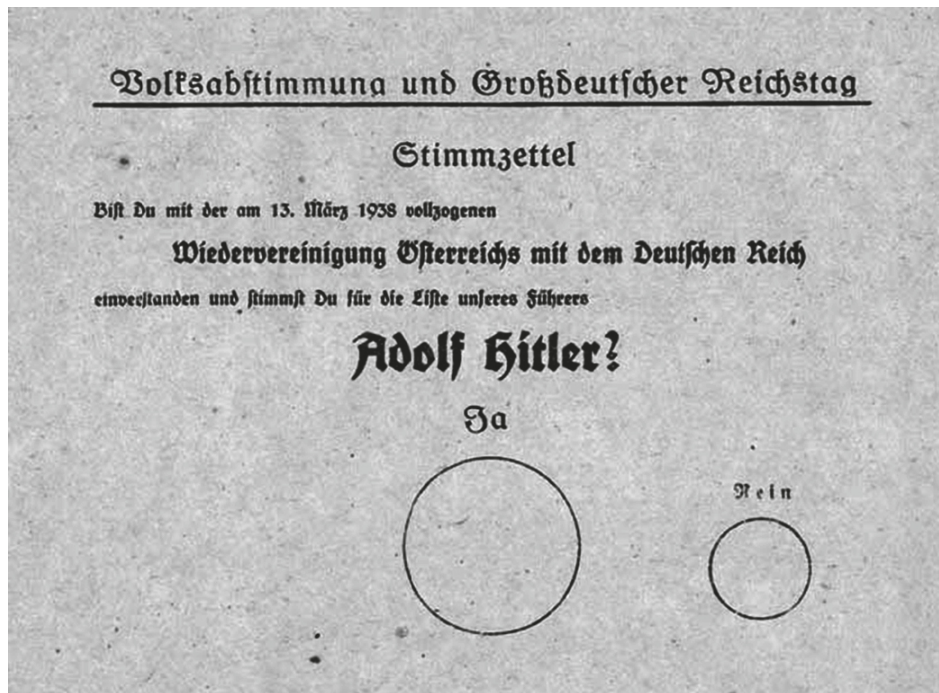 Volksabstimmung und Großdeutscher Reichstag
Stimmzettel
Bist Du mit der am 13. März 1938 vollzogenen
Wiedervereinigung Österreichs mit dem Deutschen Reich
einverstanden und stimmst Du für die Liste unseres Führers
Adolf Hitler?
Ja
Nein